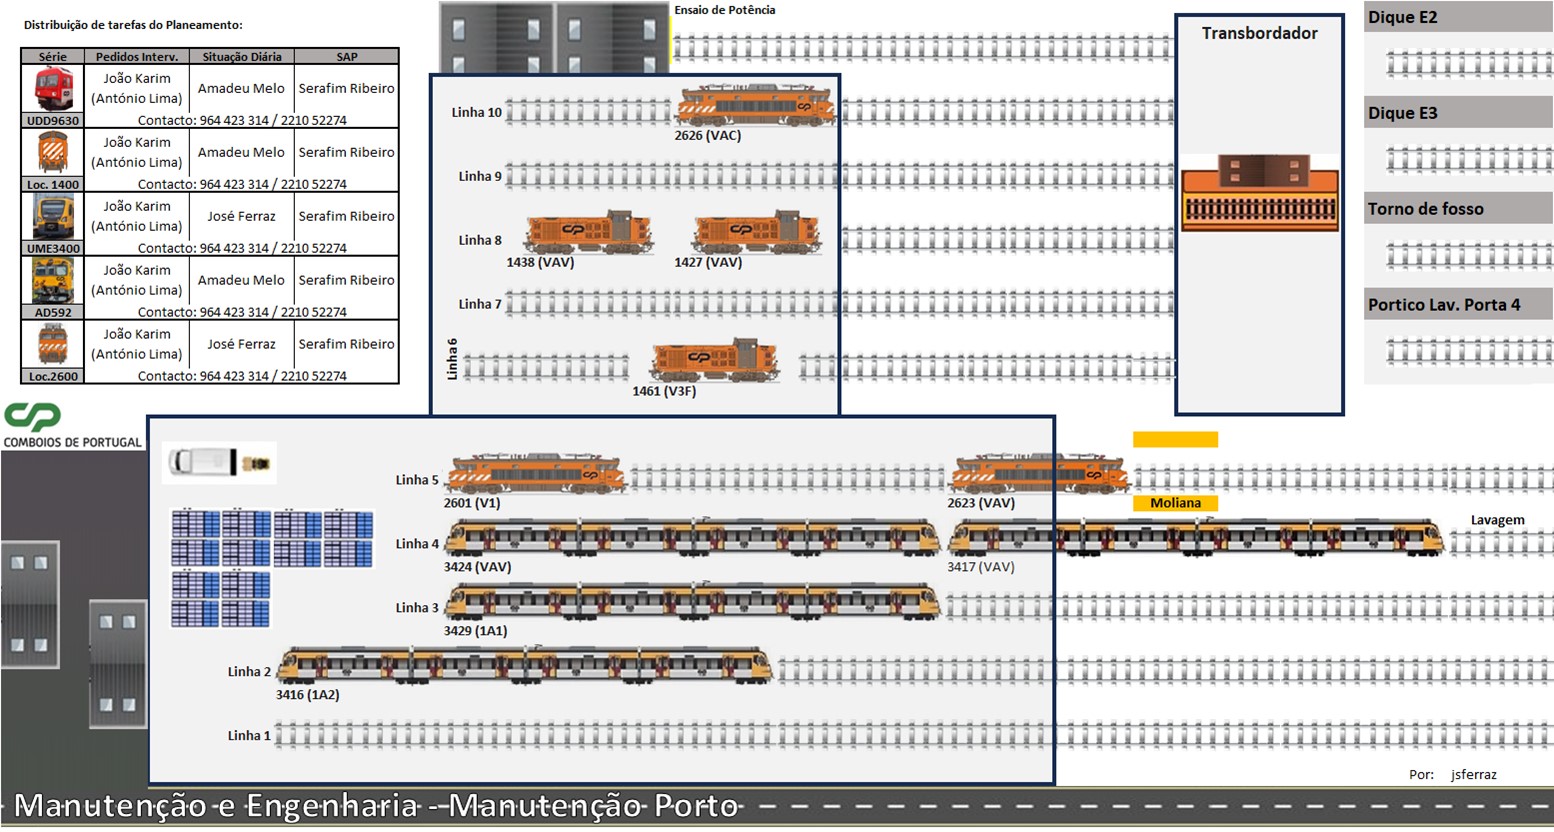 Distribuição de tarefas do Planeamento:
Série Pedidos Interv. Situação Diária SAP
João Karim
(António Lima) Amadeu Melo Serafim Ribeiro
UDD9630 Contacto: 964 423 314 / 2210 52274
João Karim
(António Lima) Amadeu Melo Serafim Ribeiro
Loc. 1400 Contacto: 964 423 314 / 2210 52274
João Karim
(António Lima) José Ferraz Serafim Ribeiro
UME3400 Contacto: 964 423 314 / 2210 52274
João Karim
(António Lima) Amadeu Melo Serafim Ribeiro
AD592 Contacto: 964 423 314 / 2210 52274
João Karim
(António Lima) José Ferraz Serafim Ribeiro
Loc.2600 Contacto: 964 423 314 / 2210 52274
CP
COMBOIOS DE PORTUGAL
Ensaio de Potência
Linha 10
2626 (VAC)
Linha 9
Linha 8
1438 (VAV) 1427 (VAV)
Linha 7
Linha 6
1461 (V3F)
Transbordador
Dique E2
Dique E3
Torno de fosso
Portico Lav. Porta 4
Linha 5
2601 (V1) 2623 (VAV)
Moliana
Lavagem
Linha 4
3424 (VAV) 3417 (VAV)
Linha 3
3429 (1A1)
Linha 2
3416 (1A2)
Linha 1
Por: jsferraz
Manutenção e Engenharia - Manutenção Porto